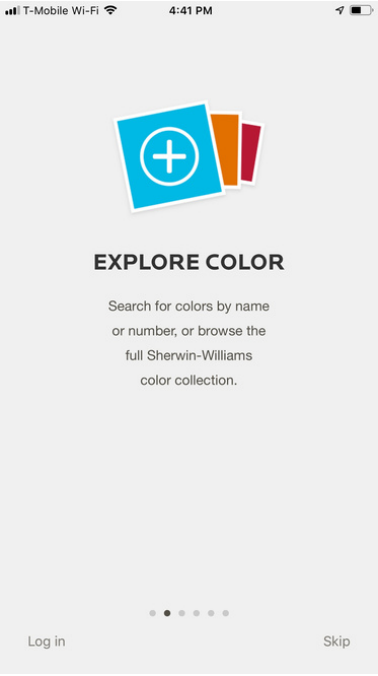 T-Mobile Wi-Fi 4:41 PM
EXPLORE COLOR
Search for colors by name
or number, or browse the
full Sherwin-Williams
color collection.
Log in Skip